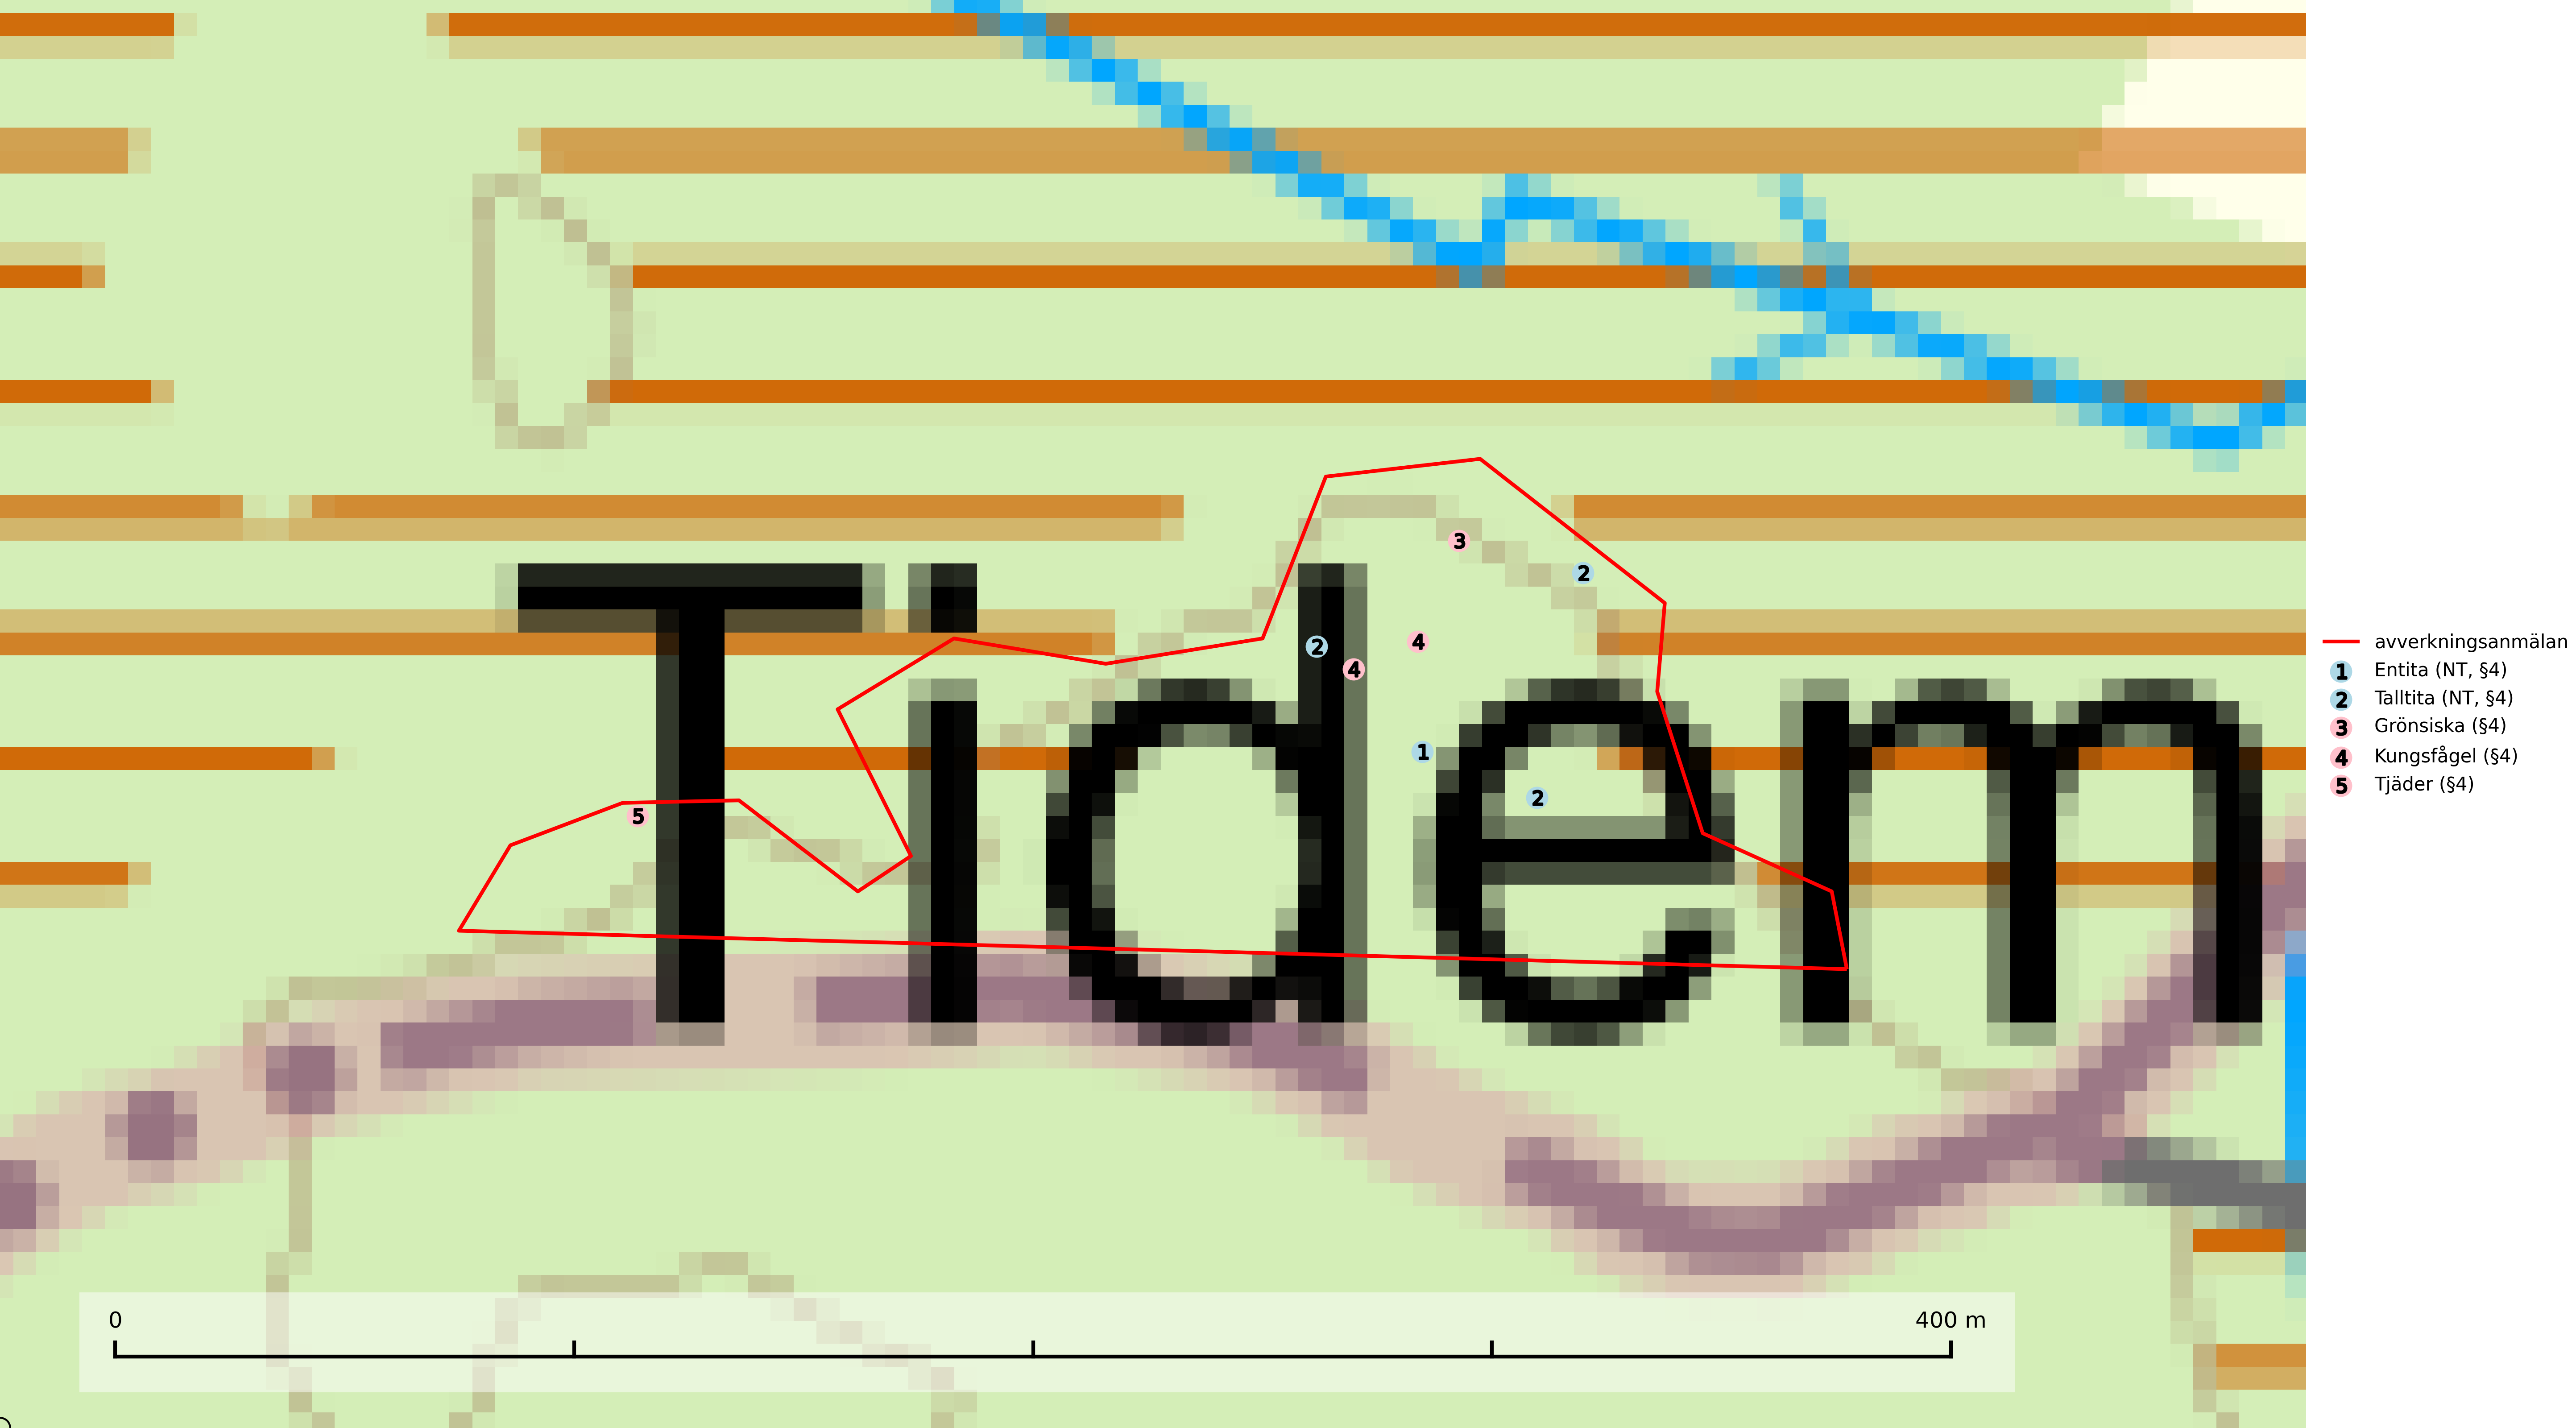 3
2
Tidem
2
4
4
1
2
5
avverkningsanmälan
1 Entita (NT, §4)
2 Talltita (NT, §4)
3 Grönsiska (§4)
4 Kungsfågel (§4)
5 Tjäder (§4)
0 400 m